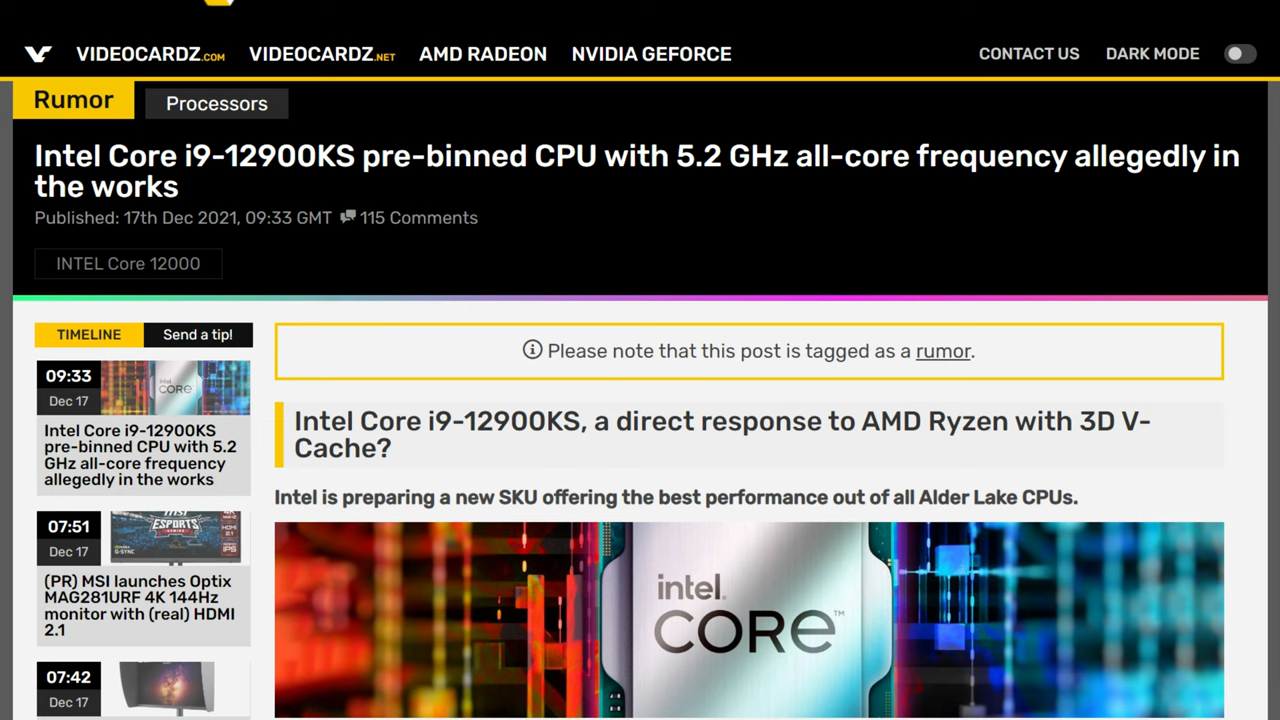 VIDEOCARDZ.COM VIDEOCARDZ.NET AMD RADEON NVIDIA GEFORCE CONTACT US DARK MODE
Rumor Processors
Intel Core i9-12900KS pre-binned CPU with 5.2 GHz all-core frequency allegedly in
the works
Published: 17th Dec 2021, 09:33 GMT 115 Comments
INTEL Core 12000
TIMELINE Send a tip!
09:33
Dec 17
intel
CORE
Intel Core i9-12900KS
pre-binned CPU with 5.2
GHz all-core frequency
allegedly in the works
07:51
Dec 17
ESPORTS
(PR) MSI launches Optix
MAG281URF 4K 144Hz
monitor with (real) HDMI
2.1
07:42
Dec 17
Please note that this post is tagged as a rumor.
Intel Core i9-12900KS, a direct response to AMD Ryzen with 3D V-
Cache?
Intel is preparing a new SKU offering the best performance out of all Alder Lake CPUs.
intel.
CORE™